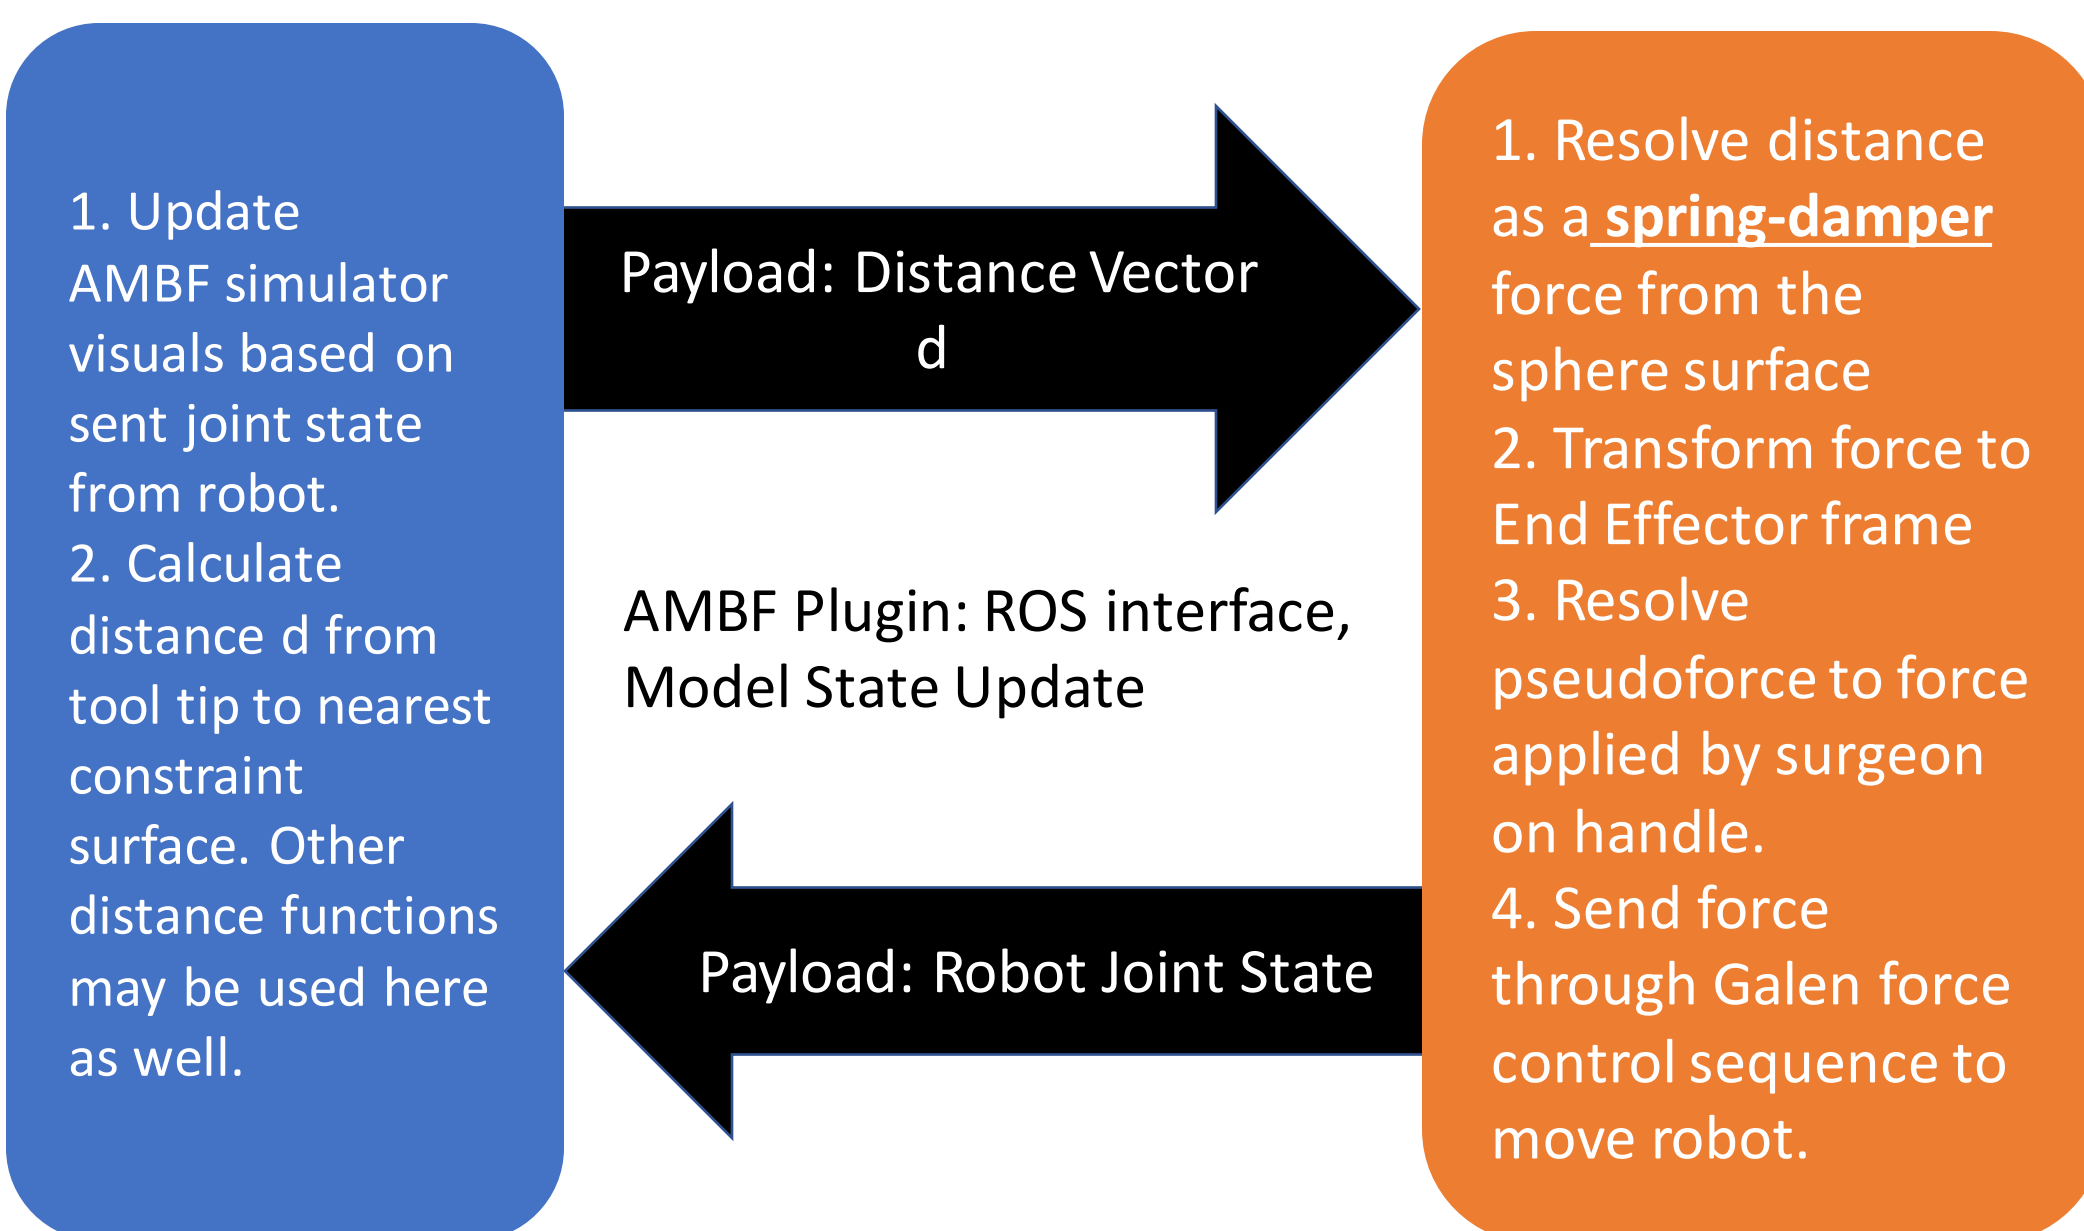 1. Update
AMBF simulator
visuals based on
sent joint state
from robot.
2. Calculate
distance d from
tool tip to nearest
constraint
surface. Other
distance functions
may be used here
as well.
Payload: Distance Vector
d
AMBF Plugin: ROS interface,
Model State Update
Payload: Robot Joint State
1. Resolve distance
as a spring-damper
force from the
sphere surface
2. Transform force to
End Effector frame
3. Resolve
pseudoforce to force
applied by surgeon
on handle.
4. Send force
through Galen force
control sequence to
move robot.